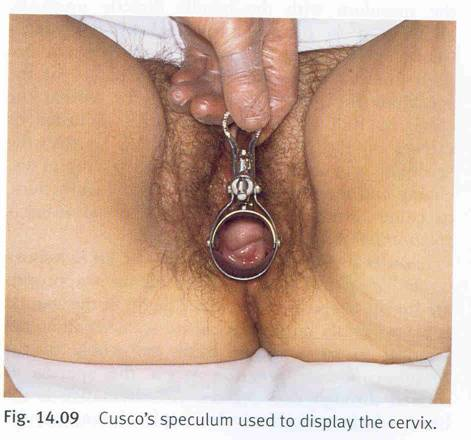 Fig. 14.09 Cusco's speculum used to display the cervix.